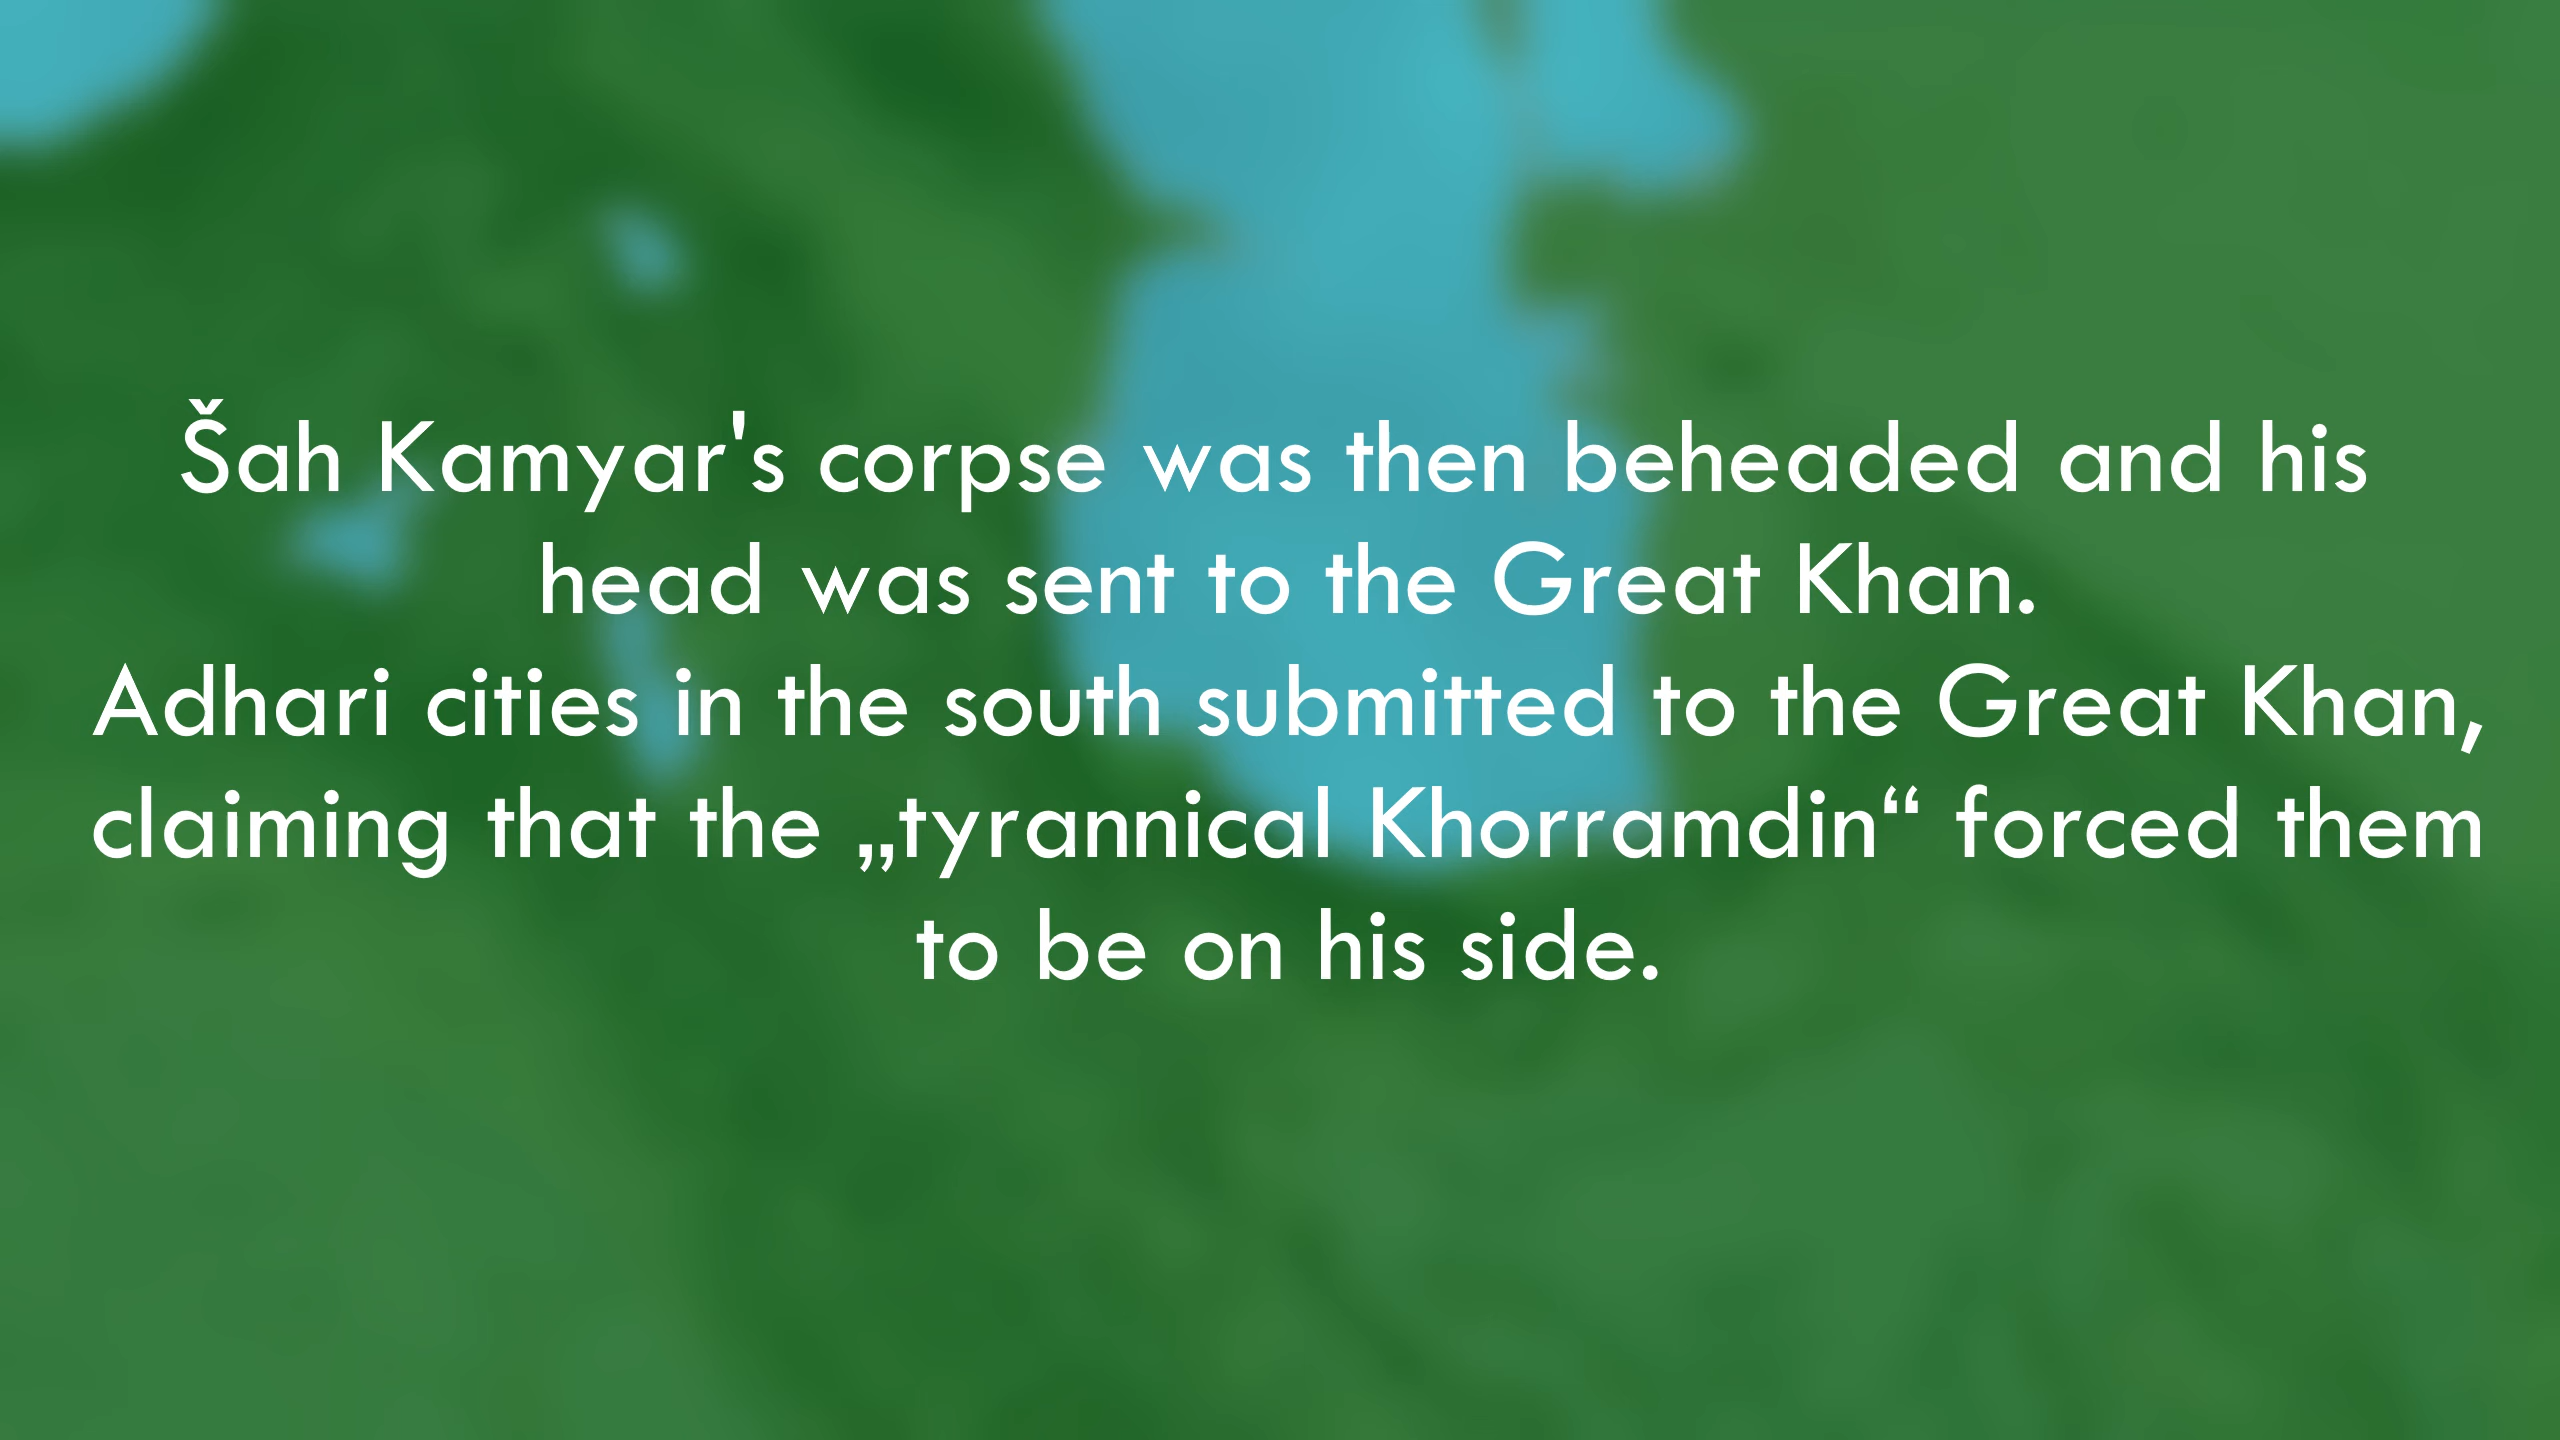 Šah Kamyar's corpse was then beheaded and his
head was sent to the Great Khan.
Adhari cities in the south submitted to the Great Khan,
claiming that the „tyrannical Khorramdin“ forced them
to be on his side.